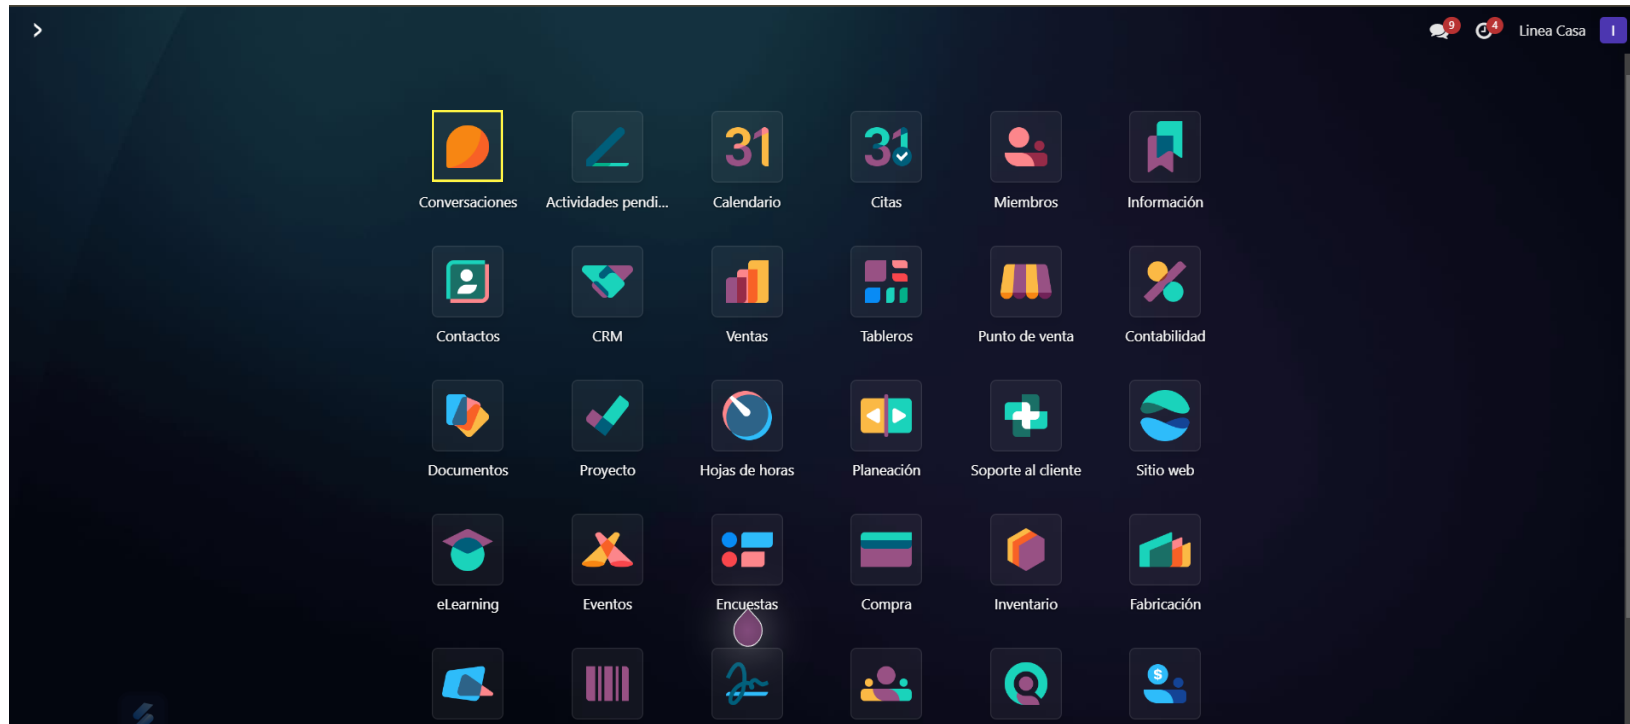 9 4 Linea Casa I
31 31
Conversaciones Actividades pendi... Calendario Citas Miembros Información
Contactos CRM Ventas Tableros Punto de venta Contabilidad
Documentos Proyecto Hojas de horas Planeación Soporte al cliente Sitio web
eLearning Eventos Encuestas Compra Inventario Fabricación
$